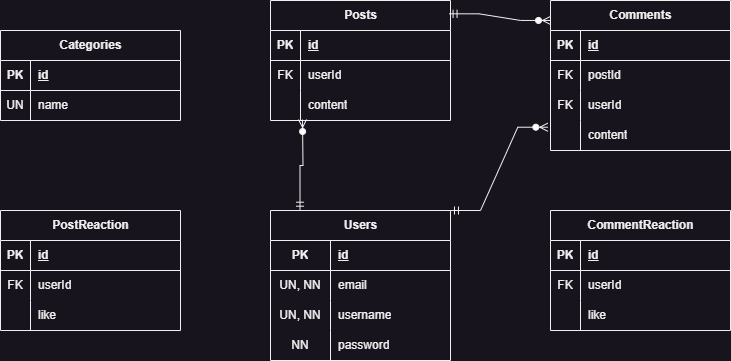 Posts
PK id
FK userId
content
Comments
PK id
FK postId
FK userId
content
Categories
PK id
UN name
PostReaction
PK id
FK userId
like
Users
PK id
UN, NN email
UN, NN username
NN password
CommentReaction
PK id
FK userId
like